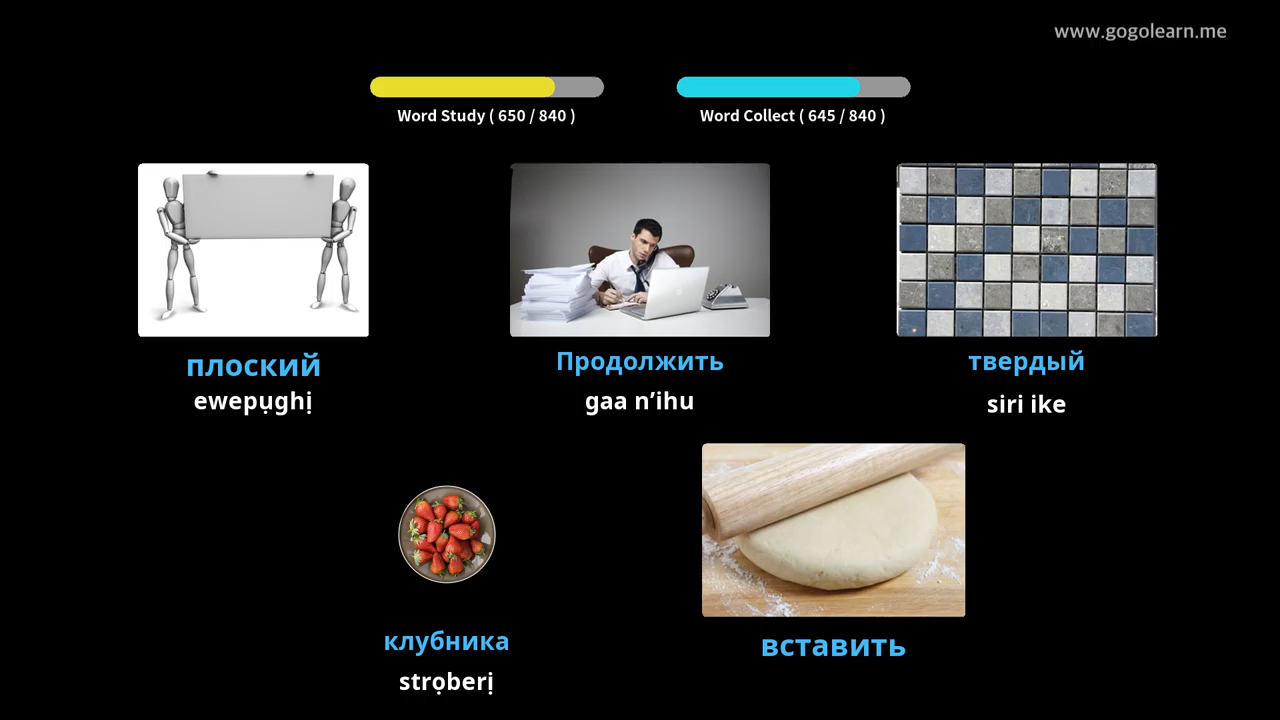 www.gogolearn.me
Word Study ( 650 / 840 )
Word Collect ( 645 / 840 )
плоский
ewepụghị
Продолжить
gaa n’ihu
твердый
siri ike
клубника
strọberị
вставить